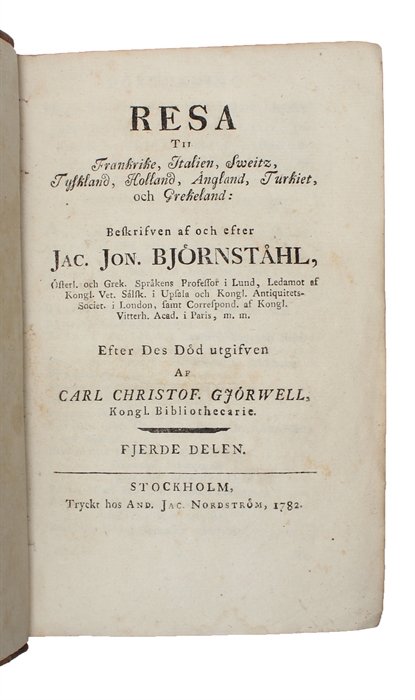 RESA
Til
Frankrike, Italien, Sweitz,
Tyſkland, Holland, Angland, Turkiet,
och Grekeland:
Beſkrifven af och efter
JAC. JON. BJÖRNSTÅHL,
Öſterl. och Grek. Språkens Profeſſor i Lund, Ledamot af
Kongl. Vet. Sälſk. i Upſala och Kongl. Antiquitets-
Societ. i London, ſamt Correſpond. af Kongl.
Vitterh. Acad. i Paris, m. m.
Efter Des Död utgifven
AF
CARL CHRISTOF. GJÖRWELL,
Kongl. Bibliothecarie.
FJERDE DELEN.
STOCKHOLM,
Tryckt hos AND. JAC. NORDSTRÖM, 1782.